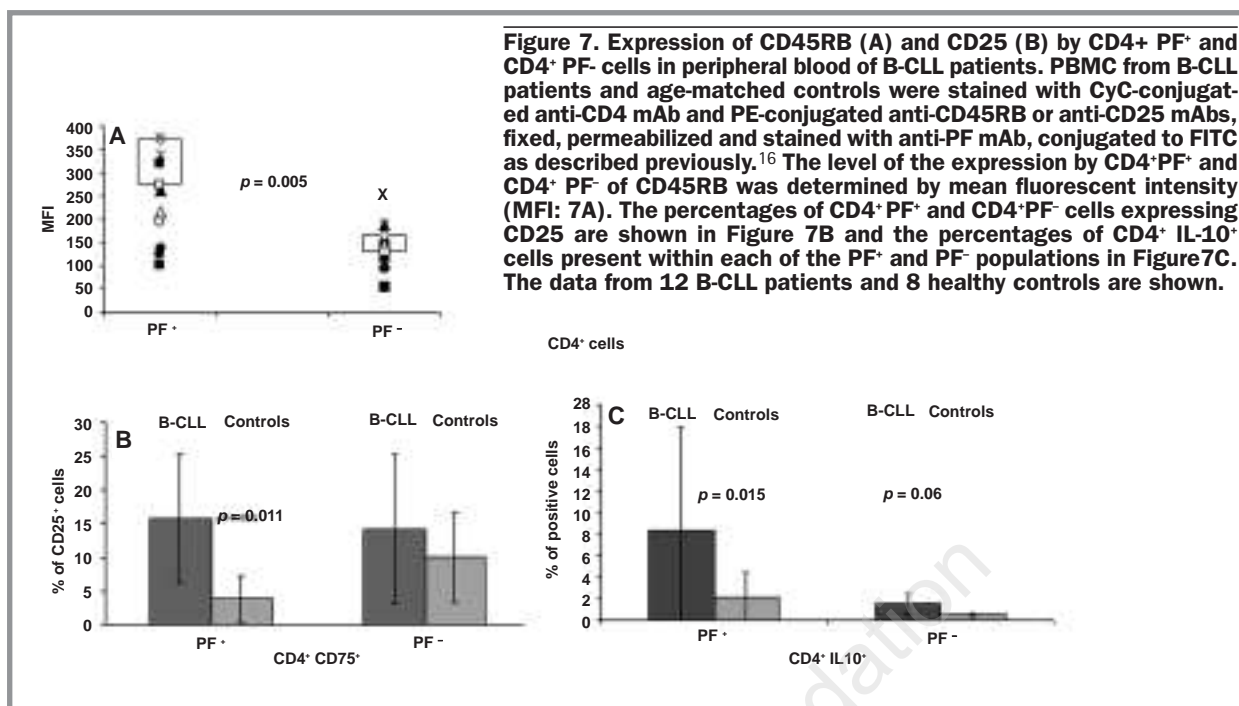 Figure 7. Expression of CD45RB (A) and CD25 (B) by CD4+ PF⁺ and
CD4⁺ PF- cells in peripheral blood of B-CLL patients. PBMC from B-CLL
patients and age-matched controls were stained with CyC-conjugat-
ed anti-CD4 mAb and PE-conjugated anti-CD45RB or anti-CD25 mAbs,
fixed, permeabilized and stained with anti-PF mAb, conjugated to FITC
as described previously.¹⁶ The level of the expression by CD4⁺PF⁺ and
CD4⁺ PF⁻ of CD45RB was determined by mean fluorescent intensity
(MFI: 7A). The percentages of CD4⁺ PF⁺ and CD4⁺PF⁻ cells expressing
CD25 are shown in Figure 7B and the percentages of CD4⁺ IL-10⁺
cells present within each of the PF⁺ and PF⁻ populations in Figure7C.
The data from 12 B-CLL patients and 8 healthy controls are shown.
A
MFI
400
350
300
250
200
150
100
50
0
p = 0.005
X
PF ⁺
PF ⁻
CD4⁺ cells
B
% of CD25⁺ cells
30
25
20
15
10
5
0
B-CLL Controls
B-CLL Controls
p = 0.011
PF ⁺
PF ⁻
CD4⁺ CD75⁺
C
% of positive cells
28
18
16
14
12
10
8
6
4
2
0
B-CLL Controls
B-CLL Controls
p = 0.015
p = 0.06
PF ⁺
PF ⁻
CD4⁺ IL10⁺
dation